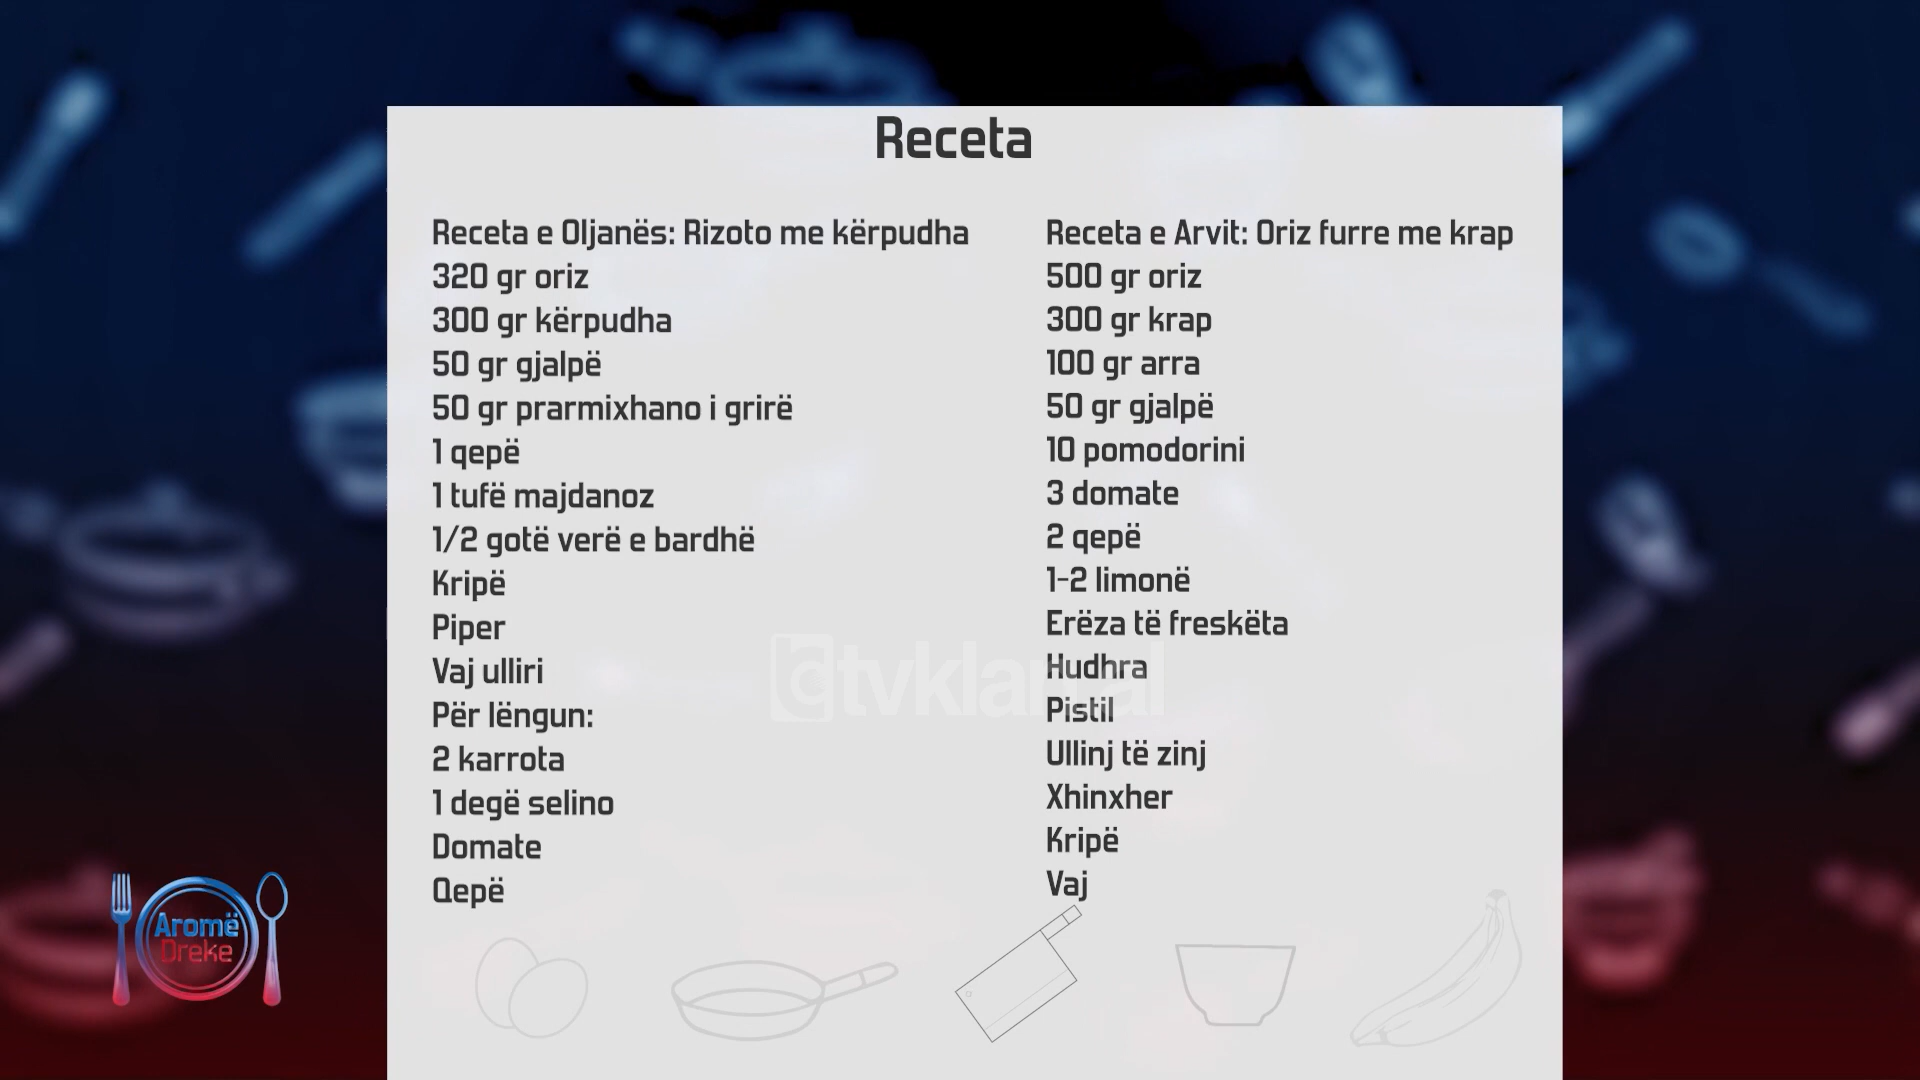 Receta
Receta e Oljanës: Rizoto me kërpudha
320 gr oriz
300 gr kërpudha
50 gr gjalpë
50 gr prarmixhano i grirë
1 qepë
1 tufë majdanoz
1/2 gotë verë e bardhë
Kripë
Piper
Vaj ulliri
Për lëngun:
2 karrota
1 degë selino
Domate
Qepë
Receta e Arvit: Oriz furre me krap
500 gr oriz
300 gr krap
100 gr arra
50 gr gjalpë
10 pomodorini
3 domate
2 qepë
1-2 limonë
Erëza të freskëta
Hudhra
Pistil
Ullinj të zinj
Xhinxher
Kripë
Vaj
tvklan.al
Aromë
Dreke